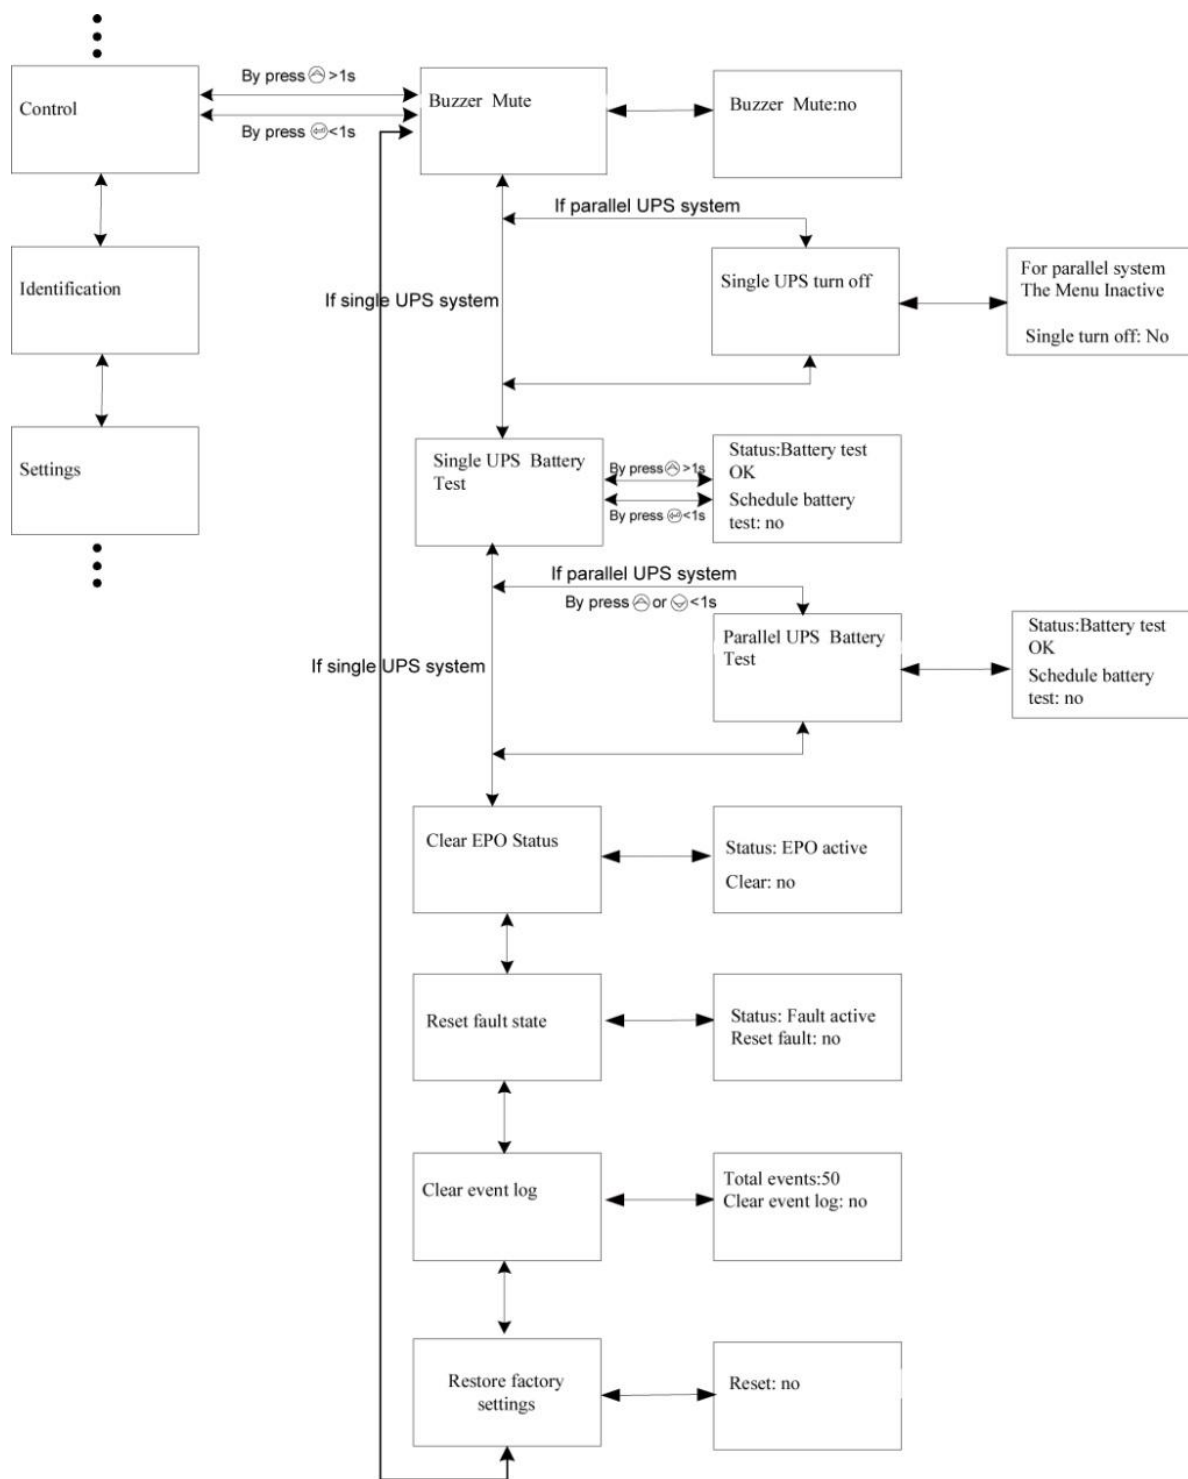 Control
By press >1s
By press <1s
Buzzer Mute
Buzzer Mute:no
If parallel UPS system
Identification
If single UPS system
Single UPS turn off
For parallel system
The Menu Inactive
Single turn off: No
Settings
Single UPS Battery
Test
By press >1s
By press <1s
Status:Battery test
OK
Schedule battery
test: no
If parallel UPS system
By press or <1s
If single UPS system
Parallel UPS Battery
Test
Status:Battery test
OK
Schedule battery
test: no
Clear EPO Status
Status: EPO active
Clear: no
Reset fault state
Status: Fault active
Reset fault: no
Clear event log
Total events:50
Clear event log: no
Restore factory
settings
Reset: no